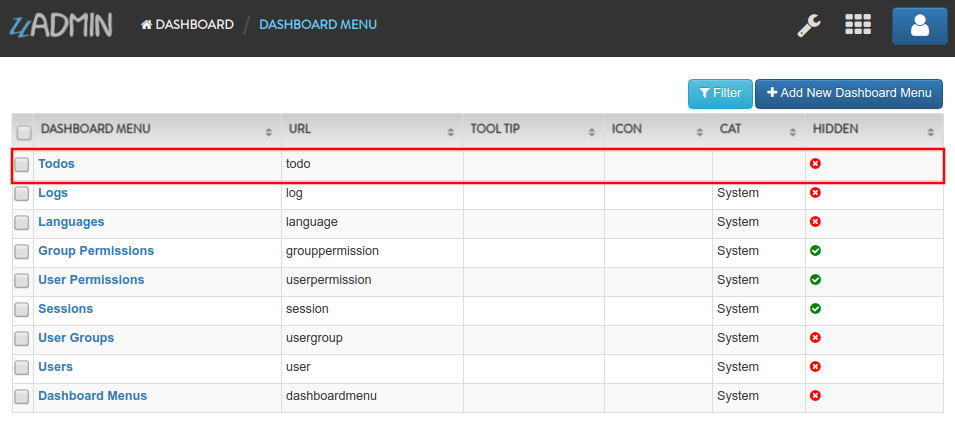 uADMIN DASHBOARD / DASHBOARD MENU
Filter + Add New Dashboard Menu
DASHBOARD MENU URL TOOL TIP ICON CAT HIDDEN
Todos todo
Logs log System
Languages language System
Group Permissions grouppermission System
User Permissions userpermission System
Sessions session System
User Groups usergroup System
Users user System
Dashboard Menus dashboardmenu System